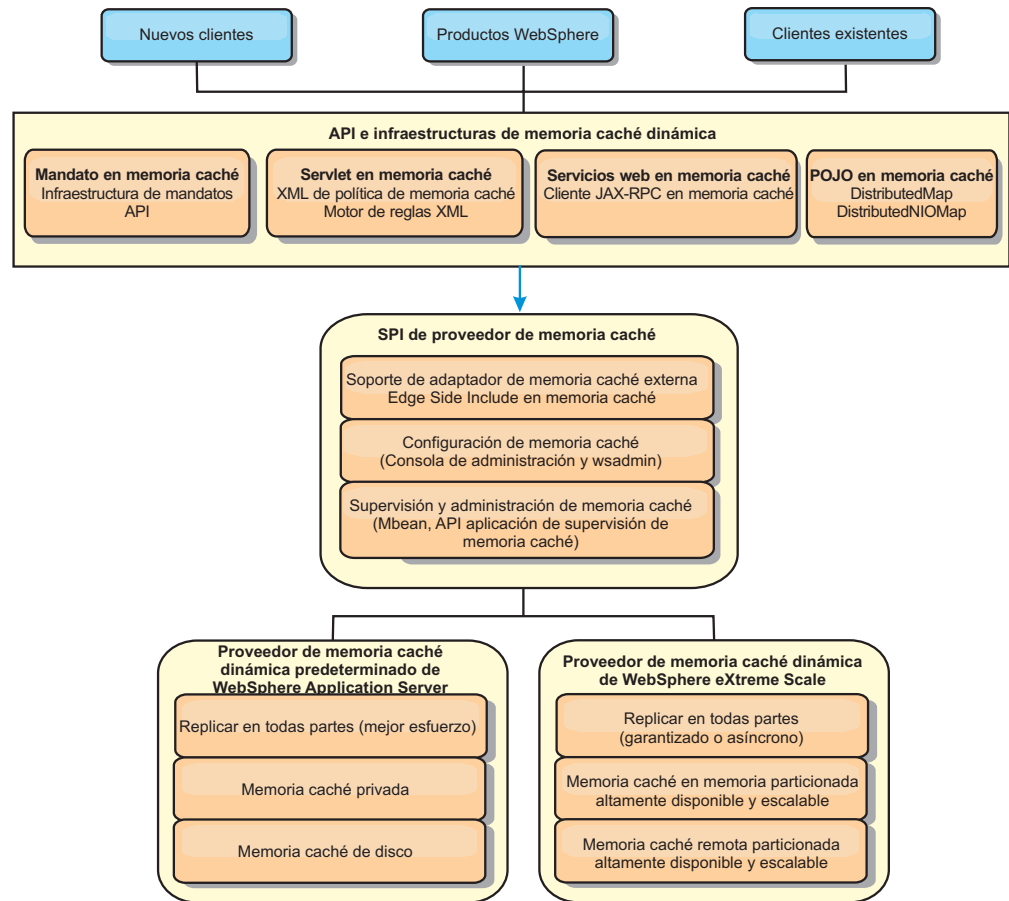 Nuevos clientes
Productos WebSphere
Clientes existentes
API e infraestructuras de memoria caché dinámica
Mandato en memoria caché
Infraestructura de mandatos
API
Servlet en memoria caché
XML de política de memoria caché
Motor de reglas XML
Servicios web en memoria caché
Cliente JAX-RPC en memoria caché
POJO en memoria caché
DistributedMap
DistributedNIOMap
SPI de proveedor de memoria caché
Soporte de adaptador de memoria caché externa
Edge Side Include en memoria caché
Configuración de memoria caché
(Consola de administración y wsadmin)
Supervisión y administración de memoria caché
(Mbean, API aplicación de supervisión de
memoria caché)
Proveedor de memoria caché
dinámica predeterminado de
WebSphere Application Server
Replicar en todas partes (mejor esfuerzo)
Memoria caché privada
Memoria caché de disco
Proveedor de memoria caché dinámica
de WebSphere eXtreme Scale
Replicar en todas partes
(garantizado o asíncrono)
Memoria caché en memoria particionada
altamente disponible y escalable
Memoria caché remota particionada
altamente disponible y escalable